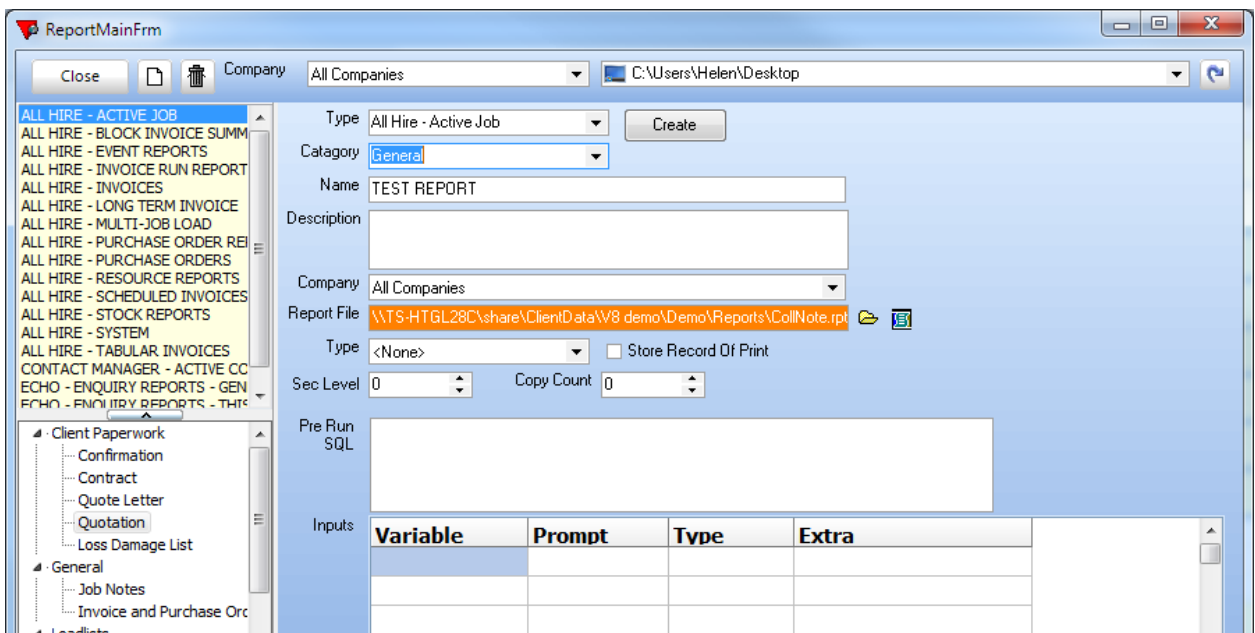 ReportMainFrm
Close Company All Companies C:\Users\Helen\Desktop
ALL HIRE - ACTIVE JOB
ALL HIRE - BLOCK INVOICE SUMM
ALL HIRE - EVENT REPORTS
ALL HIRE - INVOICE RUN REPORT
ALL HIRE - INVOICES
ALL HIRE - LONG TERM INVOICE
ALL HIRE - MULTI-JOB LOAD
ALL HIRE - PURCHASE ORDER REI
ALL HIRE - PURCHASE ORDERS
ALL HIRE - RESOURCE REPORTS
ALL HIRE - SCHEDULED INVOICES
ALL HIRE - STOCK REPORTS
ALL HIRE - SYSTEM
ALL HIRE - TABULAR INVOICES
CONTACT MANAGER - ACTIVE CO
ECHO - ENQUIRY REPORTS - GEN
ECHO - ENQUIRY REPORTS - THIS
Client Paperwork
Confirmation
Contract
Quote Letter
Quotation
Loss Damage List
General
Job Notes
Invoice and Purchase Orc
Loadlists
Type All Hire - Active Job Create
Catagory General
Name TEST REPORT
Description
Company All Companies
Report File \\TS-HTGL28C\share\ClientData\V8 demo\Demo\Reports\CollNote.rpt
Type <None> Store Record Of Print
Sec Level 0 Copy Count 0
Pre Run
SQL
Inputs Variable Prompt Type Extra